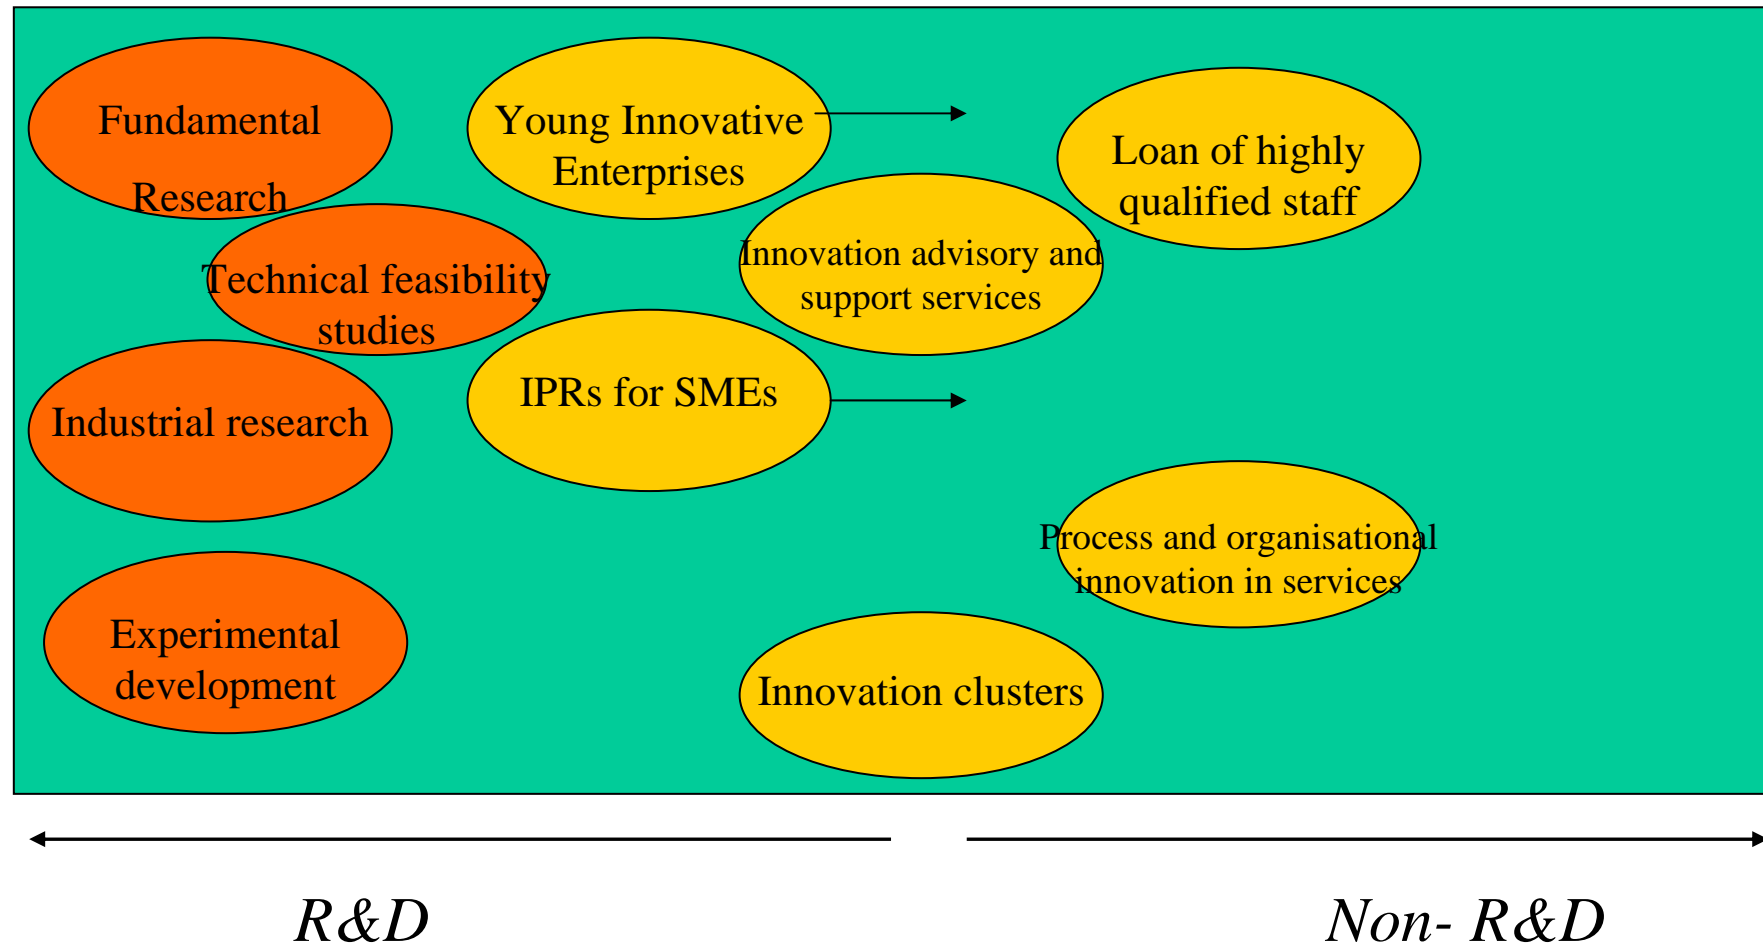 Fundamental
Research
Young Innovative
Enterprises
Loan of highly
qualified staff
Technical feasibility
studies
Innovation advisory and
support services
Industrial research
IPRs for SMEs
Process and organisational
innovation in services
Experimental
development
Innovation clusters
R&D
Non- R&D